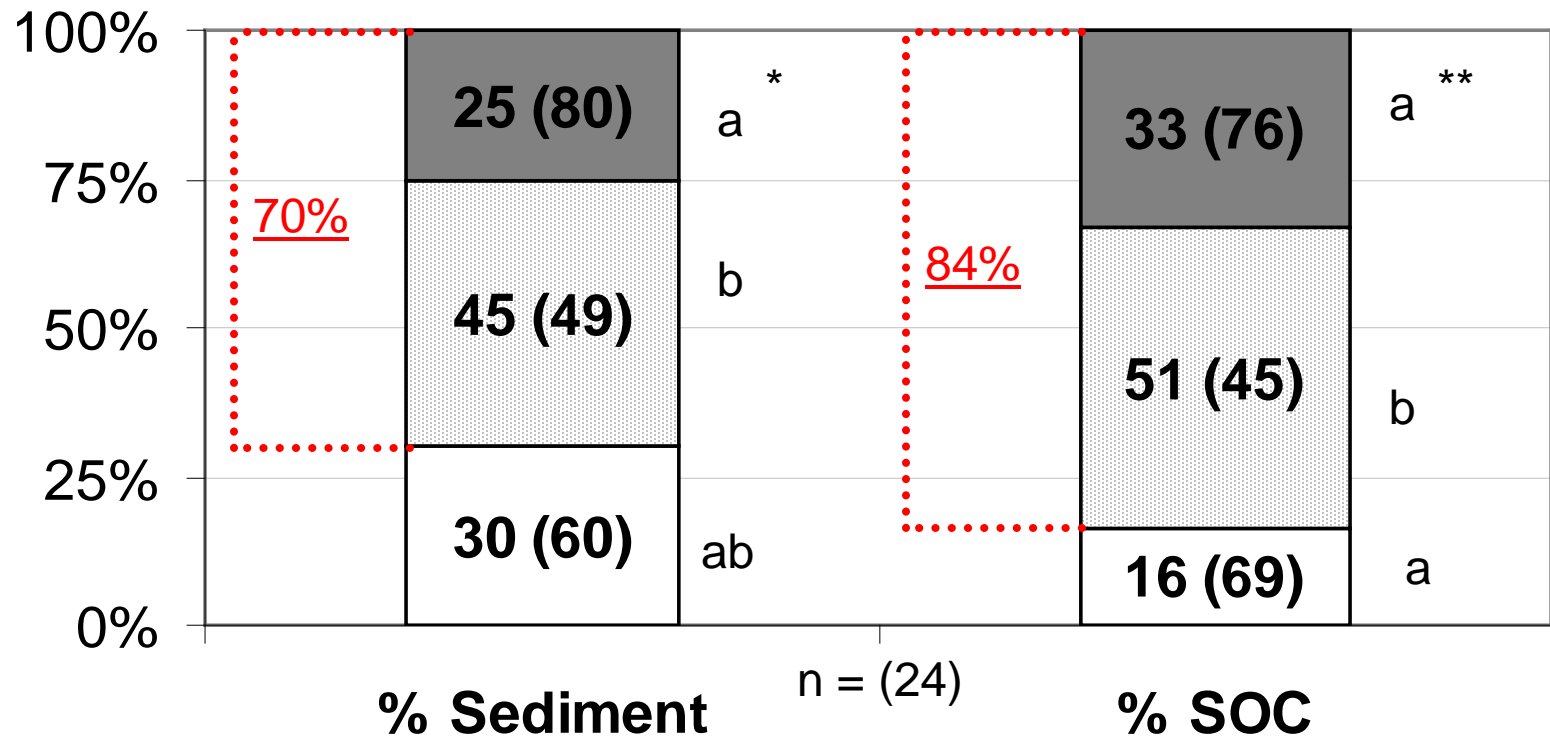 100%
75%
50%
25%
0%
25 (80)
45 (49)
30 (60)
a *
b
ab
70%
33 (76)
51 (45)
16 (69)
a **
b
a
84%
n = (24)
% Sediment
% SOC